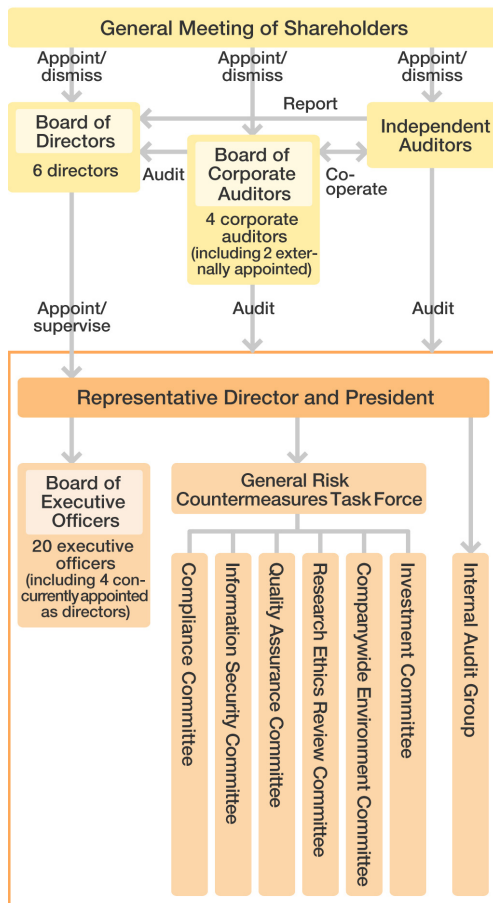 General Meeting of Shareholders
Appoint/
dismiss
Appoint/
dismiss
Appoint/
dismiss
Board of
Directors
6 directors
Report
Independent
Auditors
Audit
Board of
Corporate
Auditors
4 corporate
auditors
(including 2 exter-
nally appointed)
Co-
operate
Appoint/
supervise
Audit
Audit
Representative Director and President
Board of
Executive
Officers
20 executive
officers
(including 4 con-
currently appointed
as directors)
General Risk
Countermeasures Task Force
Compliance Committee
Information Security Committee
Quality Assurance Committee
Research Ethics Review Committee
Companywide Environment Committee
Investment Committee
Internal Audit Group